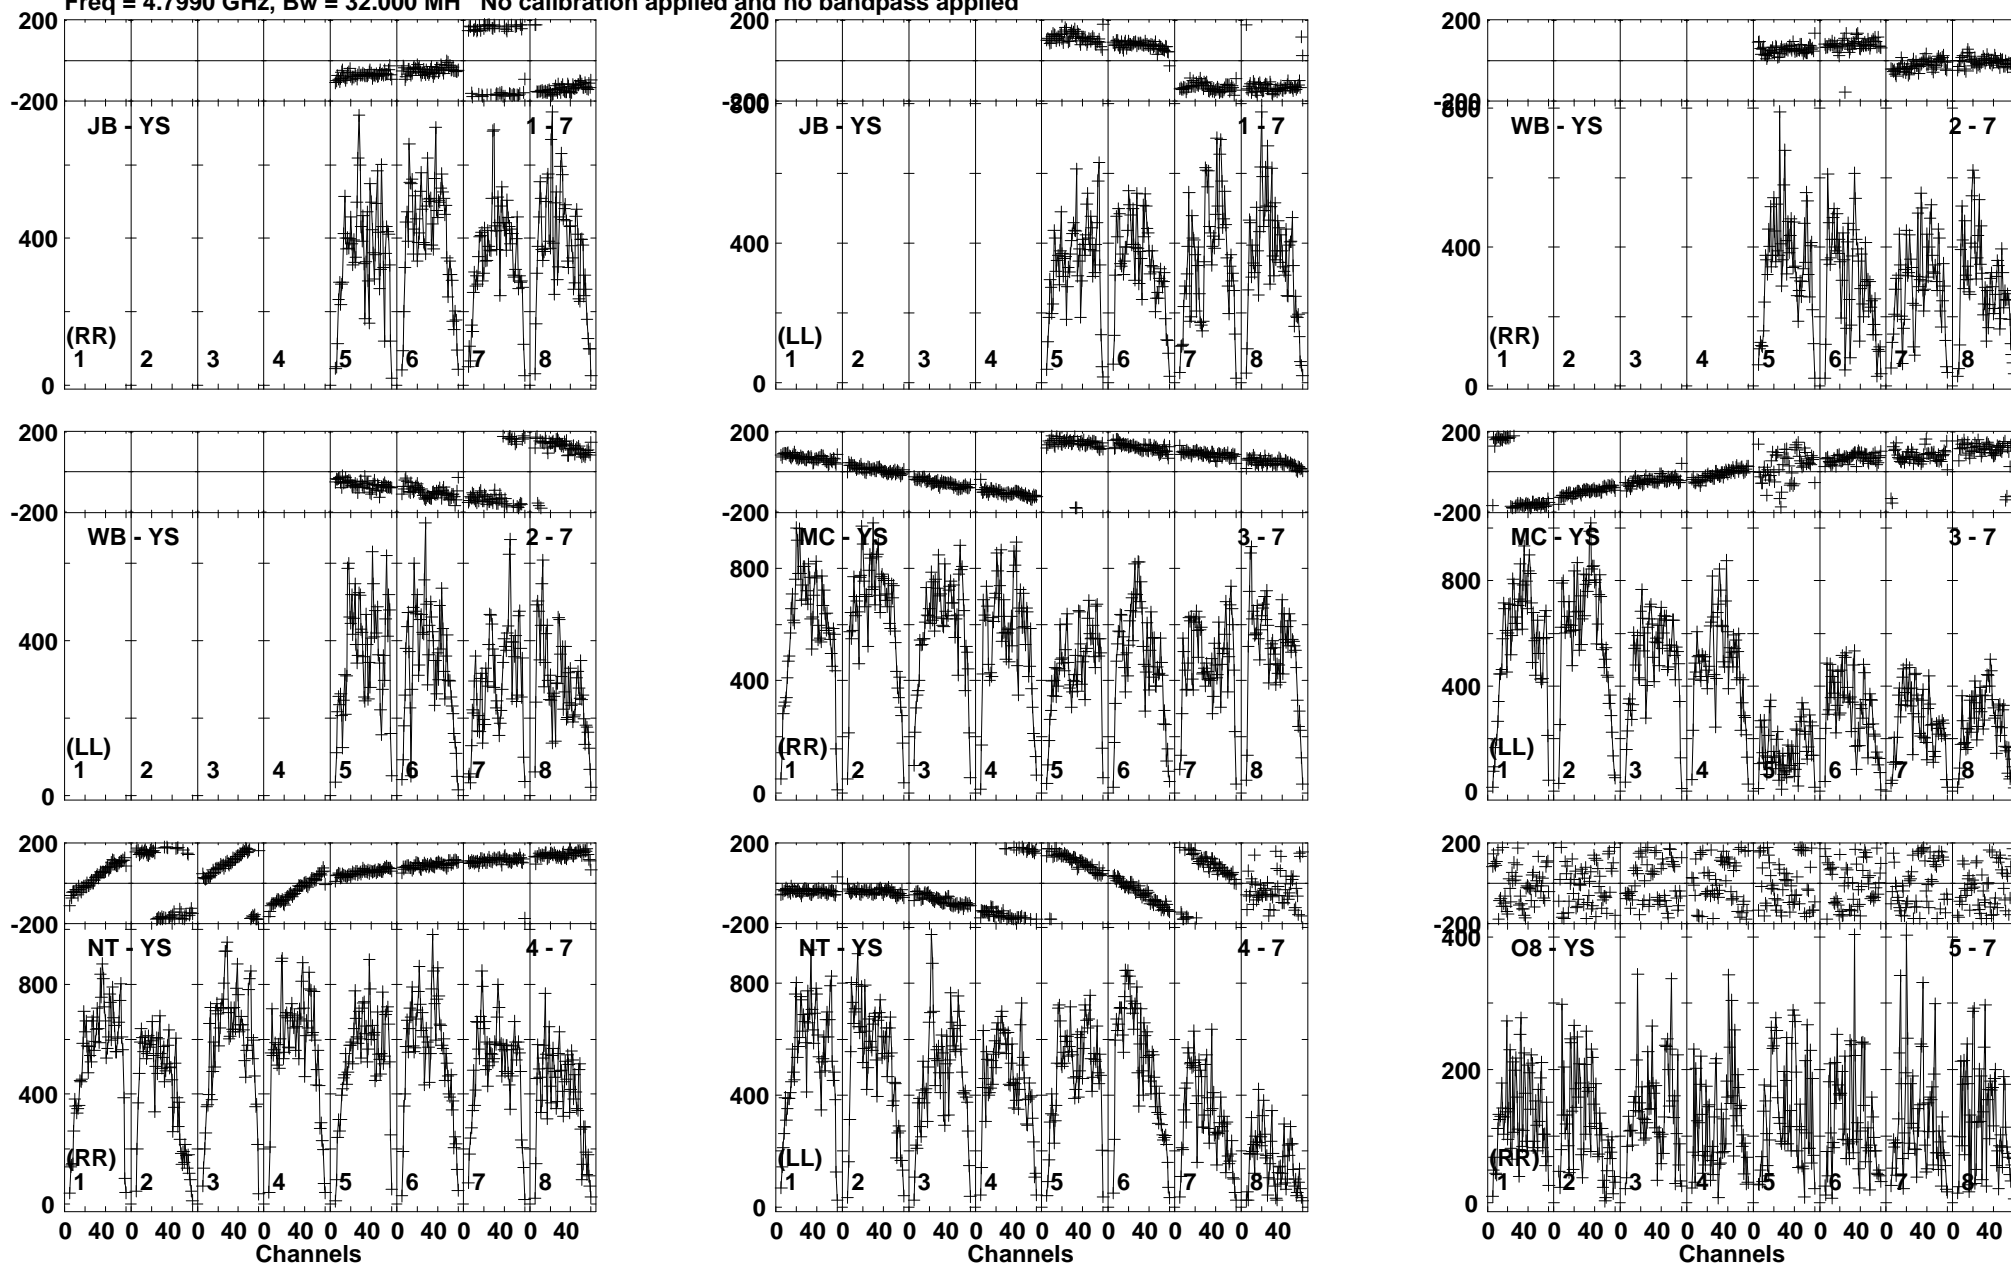 Freq = 4.7990 GHz, Bw = 32.000 MH No calibration applied and no bandpass applied
200 200 200
-200 -200 -200
JB - YS 1 - 7 JB - YS 1 - 7 WB - YS 2 - 7
800 600
400 400 400
(RR) (LL) (RR)
1 2 3 4 5 6 7 8 1 2 3 4 5 6 7 8 1 2 3 4 5 6 7 8
0 0 0
200 200 200
-200 -200 -200
WB - YS 2 - 7 MC - YS 3 - 7 MC - YS 3 - 7
800 800
400 400 400
(LL) (RR) (LL)
1 2 3 4 5 6 7 8 1 2 3 4 5 6 7 8 1 2 3 4 5 6 7 8
0 0 0
200 200 200
-200 -200 -200
NT - YS 4 - 7 NT - YS 4 - 7 O8 - YS 5 - 7
800 800 400
400 400 200
(RR) (LL) (RR)
1 2 3 4 5 6 7 8 1 2 3 4 5 6 7 8 1 2 3 4 5 6 7 8
0 0 0
0 40 0 40 0 40 0 40 0 40 0 40 0 40 0 40 0 40 0 40 0 40 0 40 0 40 0 40 0 40 0 40 0 40 0 40 0 40 0 40 0 40 0 40 0 40 0 40
Channels Channels Channels